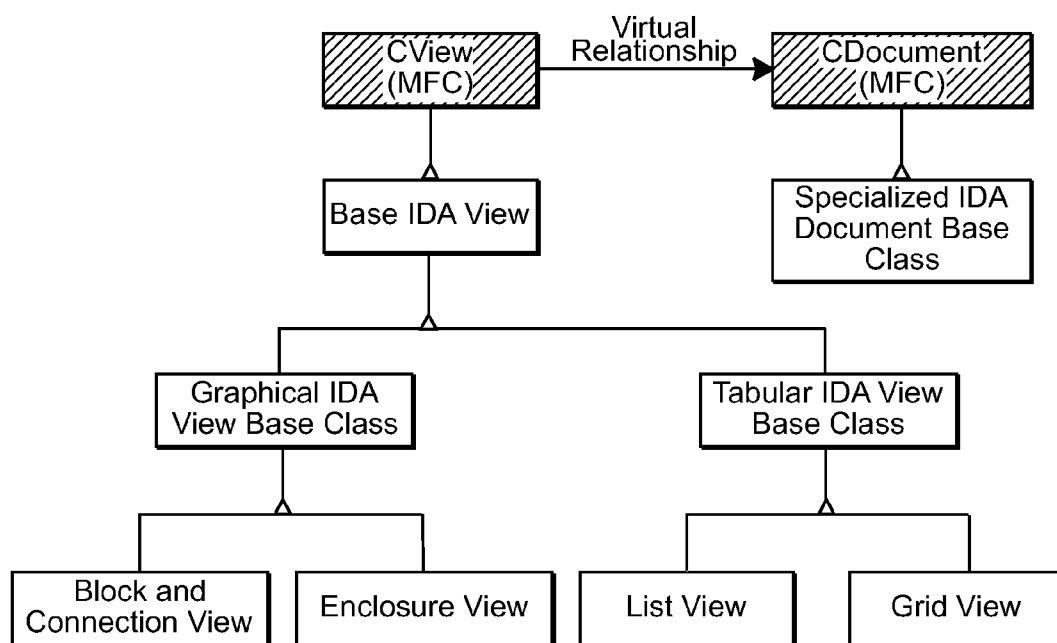 CView
(MFC)
Virtual
Relationship
CDocument
(MFC)
Base IDA View
Specialized IDA
Document Base
Class
Graphical IDA
View Base Class
Tabular IDA View
Base Class
Block and
Connection View
Enclosure View
List View
Grid View